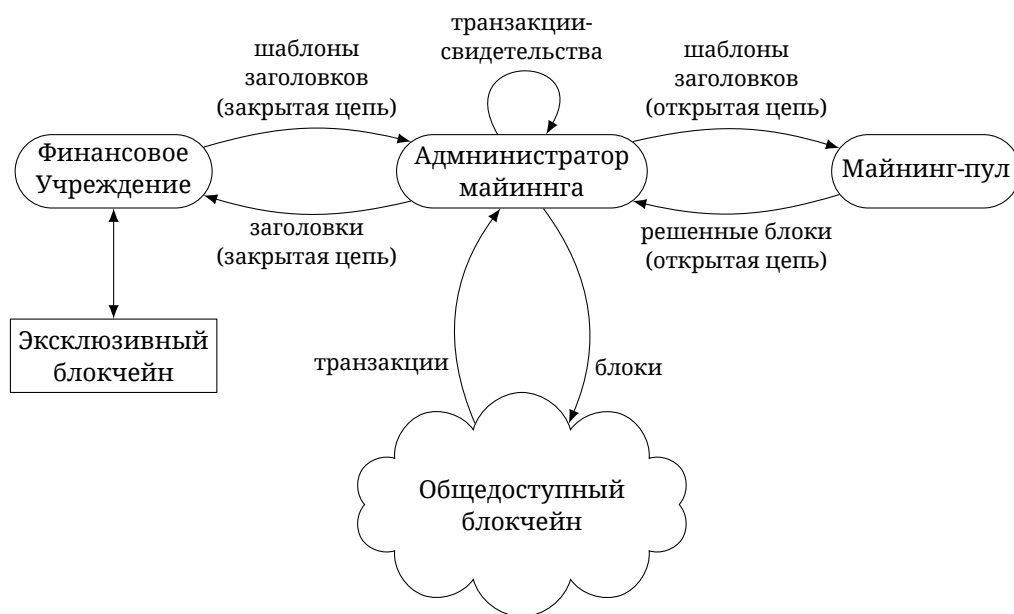 транзакции-
свидетельства
шаблоны
заголовков
(закрытая цепь)
шаблоны
заголовков
(открытая цепь)
Финансовое
Учреждение
Адмнинистратор
майиннга
Майнинг-пул
заголовки
(закрытая цепь)
решенные блоки
(открытая цепь)
Эксклюзивный
блокчейн
транзакции
блоки
Общедоступный
блокчейн